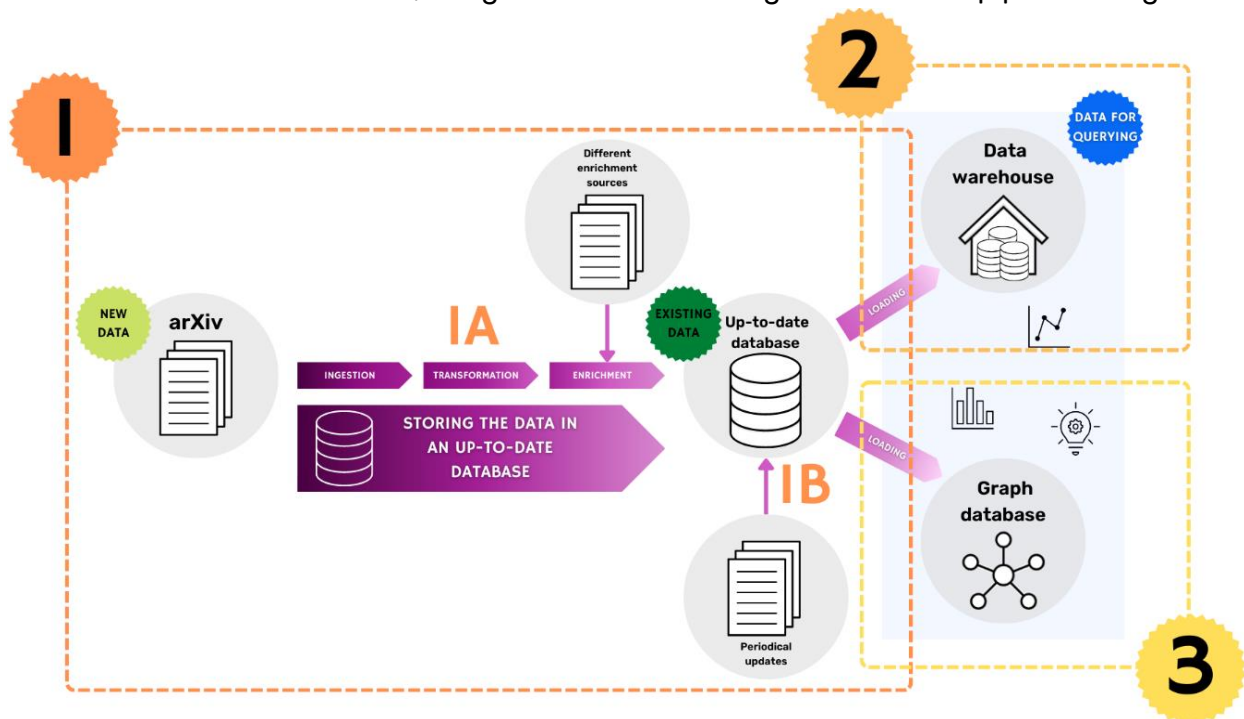 1
2
DATA FOR
QUERYING
Data
warehouse
Different
enrichment
sources
NEW
DATA
arXiv
1A
INGESTION
TRANSFORMATION
ENRICHMENT
EXISTING
DATA
Up-to-date
database
LOADING
STORING THE DATA IN
AN UP-TO-DATE
DATABASE
LOADING
1B
Graph
database
Periodical
updates
3